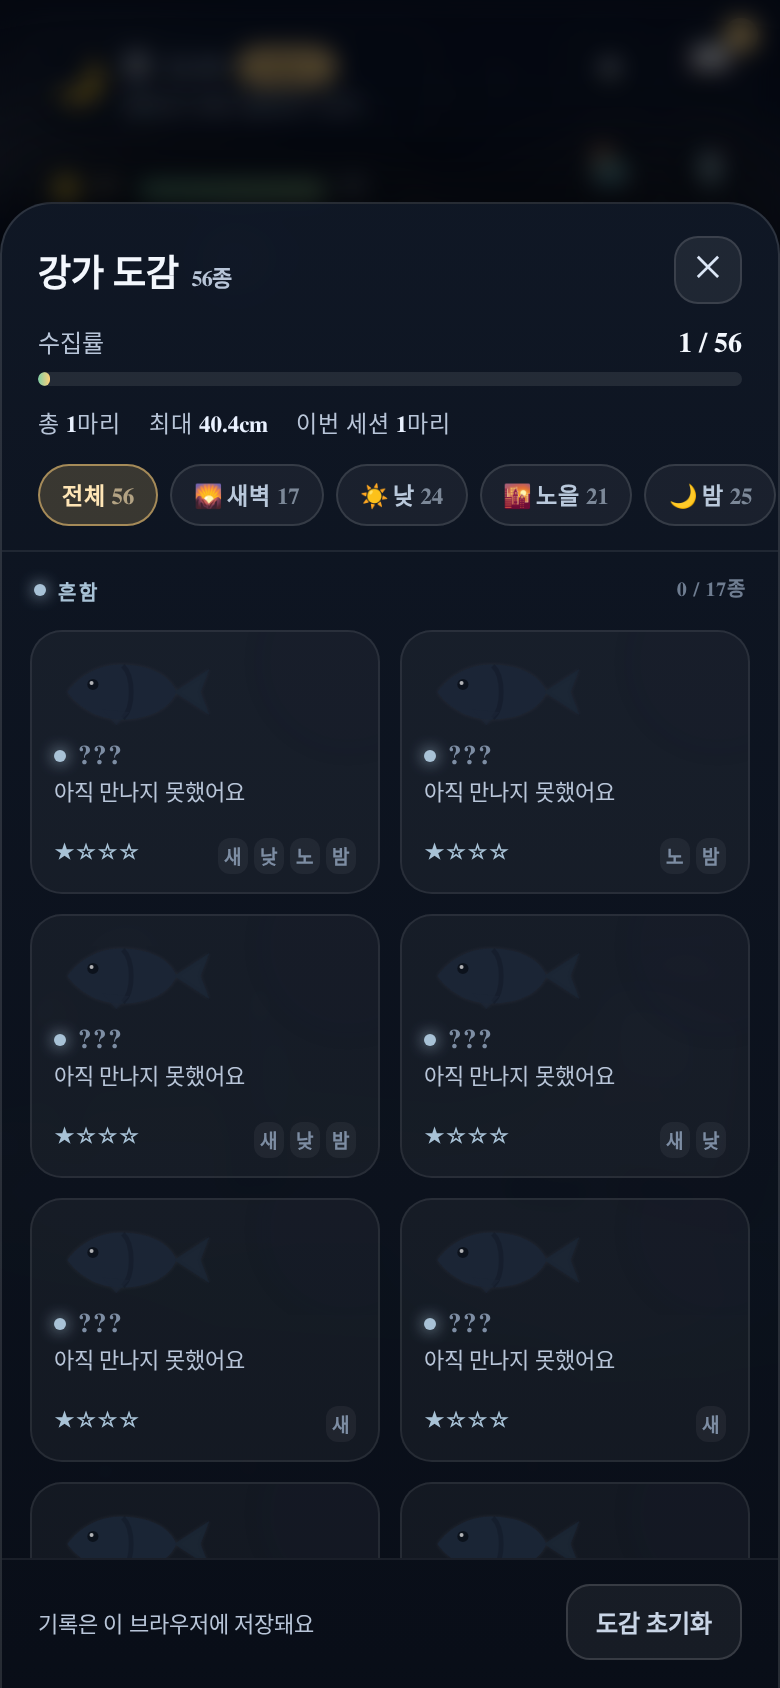 강가 도감 56종
수집률 1 / 56
총 1마리 최대 40.4cm 이번 세션 1마리
전체 56 새벽 17 낮 24 노을 21 밤 25
흔함 0 / 17종
??? ???
아직 만나지 못했어요 아직 만나지 못했어요
★☆☆☆ 새 낮 노 밤 ★☆☆☆ 노 밤
??? ???
아직 만나지 못했어요 아직 만나지 못했어요
★☆☆☆ 새 낮 밤 ★☆☆☆ 새 낮
??? ???
아직 만나지 못했어요 아직 만나지 못했어요
★☆☆☆ 새 ★☆☆☆ 새
기록은 이 브라우저에 저장돼요 도감 초기화